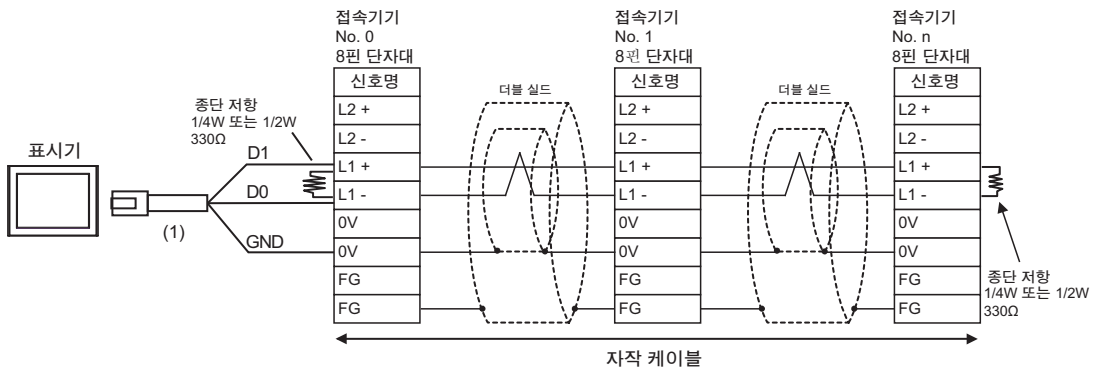 접속기기
No. 0
8핀 단자대
접속기기
No. 1
8핀 단자대
접속기기
No. n
8핀 단자대
표시기
(1)
D1
D0
GND
종단 저항
1/4W 또는 1/2W
330Ω
신호명
L2 +
L2 -
L1 +
L1 -
0V
0V
FG
FG
더블 실드
신호명
L2 +
L2 -
L1 +
L1 -
0V
0V
FG
FG
더블 실드
신호명
L2 +
L2 -
L1 +
L1 -
0V
0V
FG
FG
종단 저항
1/4W 또는 1/2W
330Ω
자작 케이블